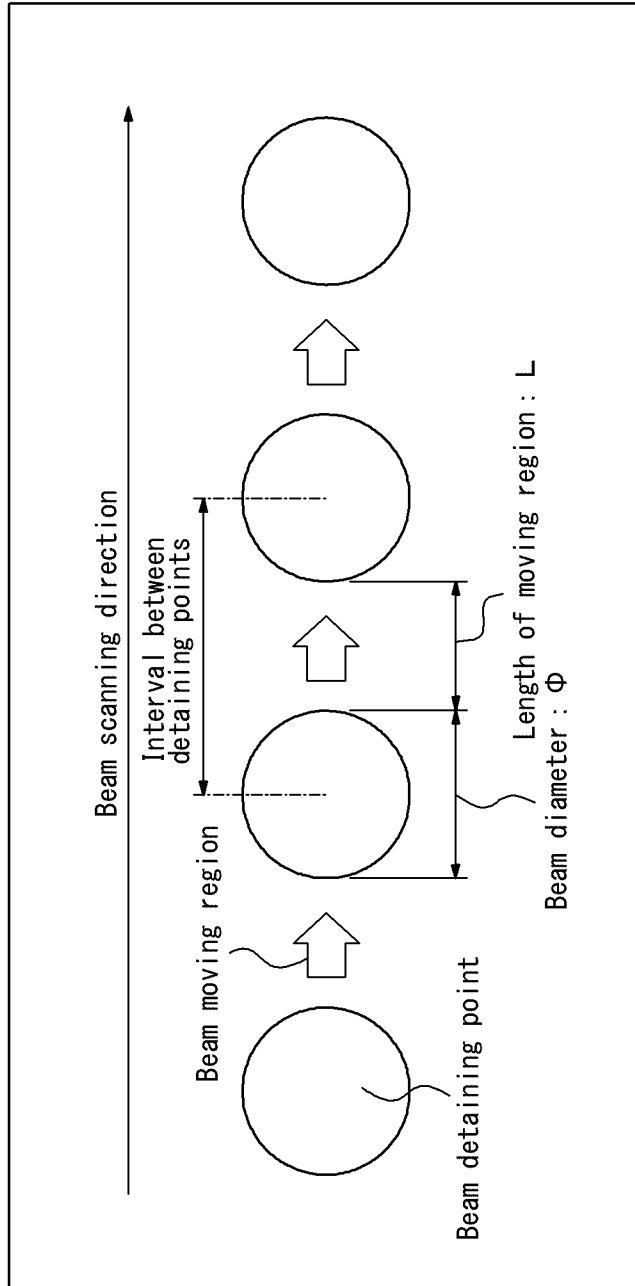 Beam scanning direction
Interval between
detaining points
Beam moving region
Length of moving region : L
Beam diameter : Φ
Beam detaining point